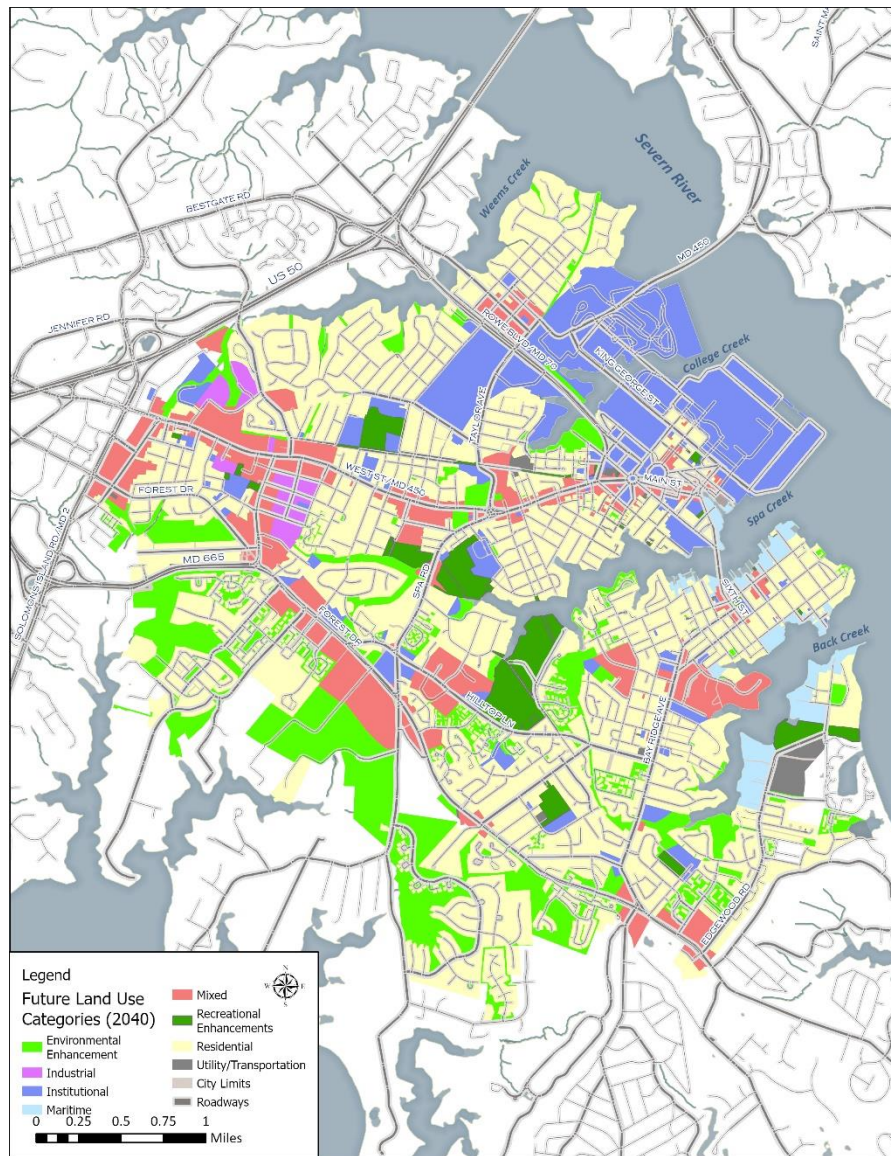 SAINT MA
Severn River
Weems Creek
BESTGATE RD
US 50
MD 450
JENNIFER RD
ROWE BLVD/MD 70
KING GEORGE ST
College Creek
TAYLOR AVE
WEST ST/MD 450
MAIN ST
FOREST DR
Spa Creek
SOLOMONS ISLAND RD/MD 2
MD 665
SPA RD
SIXTH ST
FOREST DR
Back Creek
HILLTOP LN
BAY RIDGE AVE
EDGEWOOD RD
Legend
Future Land Use
Categories (2040)
Environmental
Enhancement
Industrial
Institutional
Maritime
Mixed
Recreational
Enhancements
Residential
Utility/Transportation
City Limits
Roadways
N
W E
S
0 0.25 0.5 1
Miles